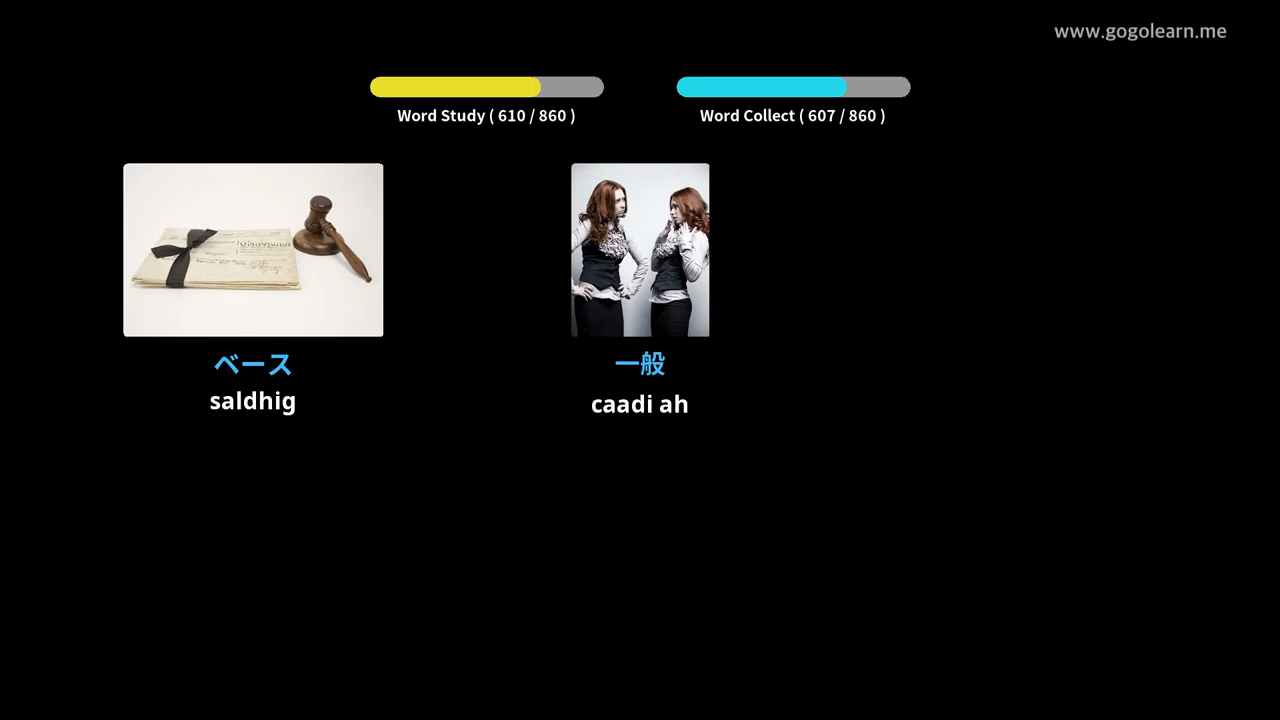 www.gogolearn.me
Word Study ( 610 / 860 )
Word Collect ( 607 / 860 )
ベース
saldhig
一般
caadi ah